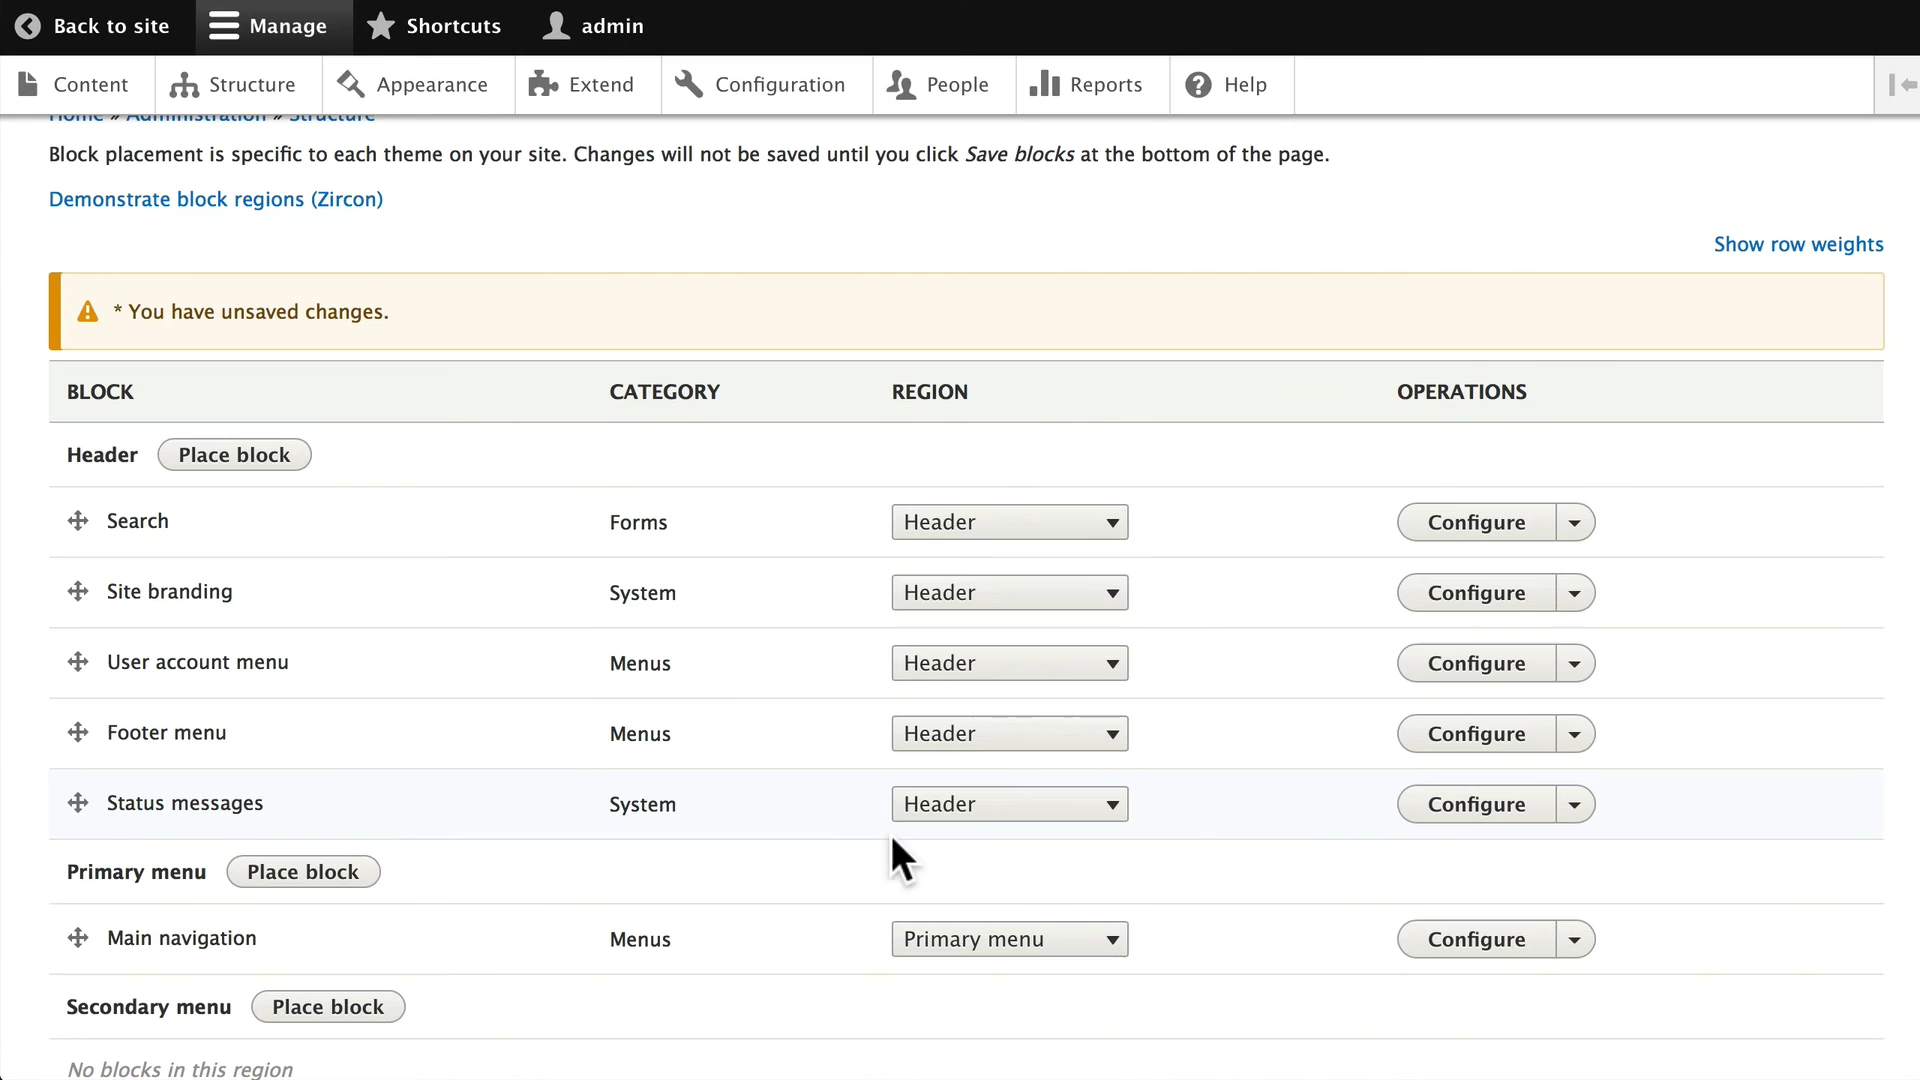 Back to site Manage Shortcuts admin
Content Structure Appearance Extend Configuration People Reports Help
Home » Administration » Structure
Block placement is specific to each theme on your site. Changes will not be saved until you click Save blocks at the bottom of the page.
Demonstrate block regions (Zircon)
Show row weights
* You have unsaved changes.
BLOCK CATEGORY REGION OPERATIONS
Header Place block
Search Forms Header Configure
Site branding System Header Configure
User account menu Menus Header Configure
Footer menu Menus Header Configure
Status messages System Header Configure
Primary menu Place block
Main navigation Menus Primary menu Configure
Secondary menu Place block
No blocks in this region